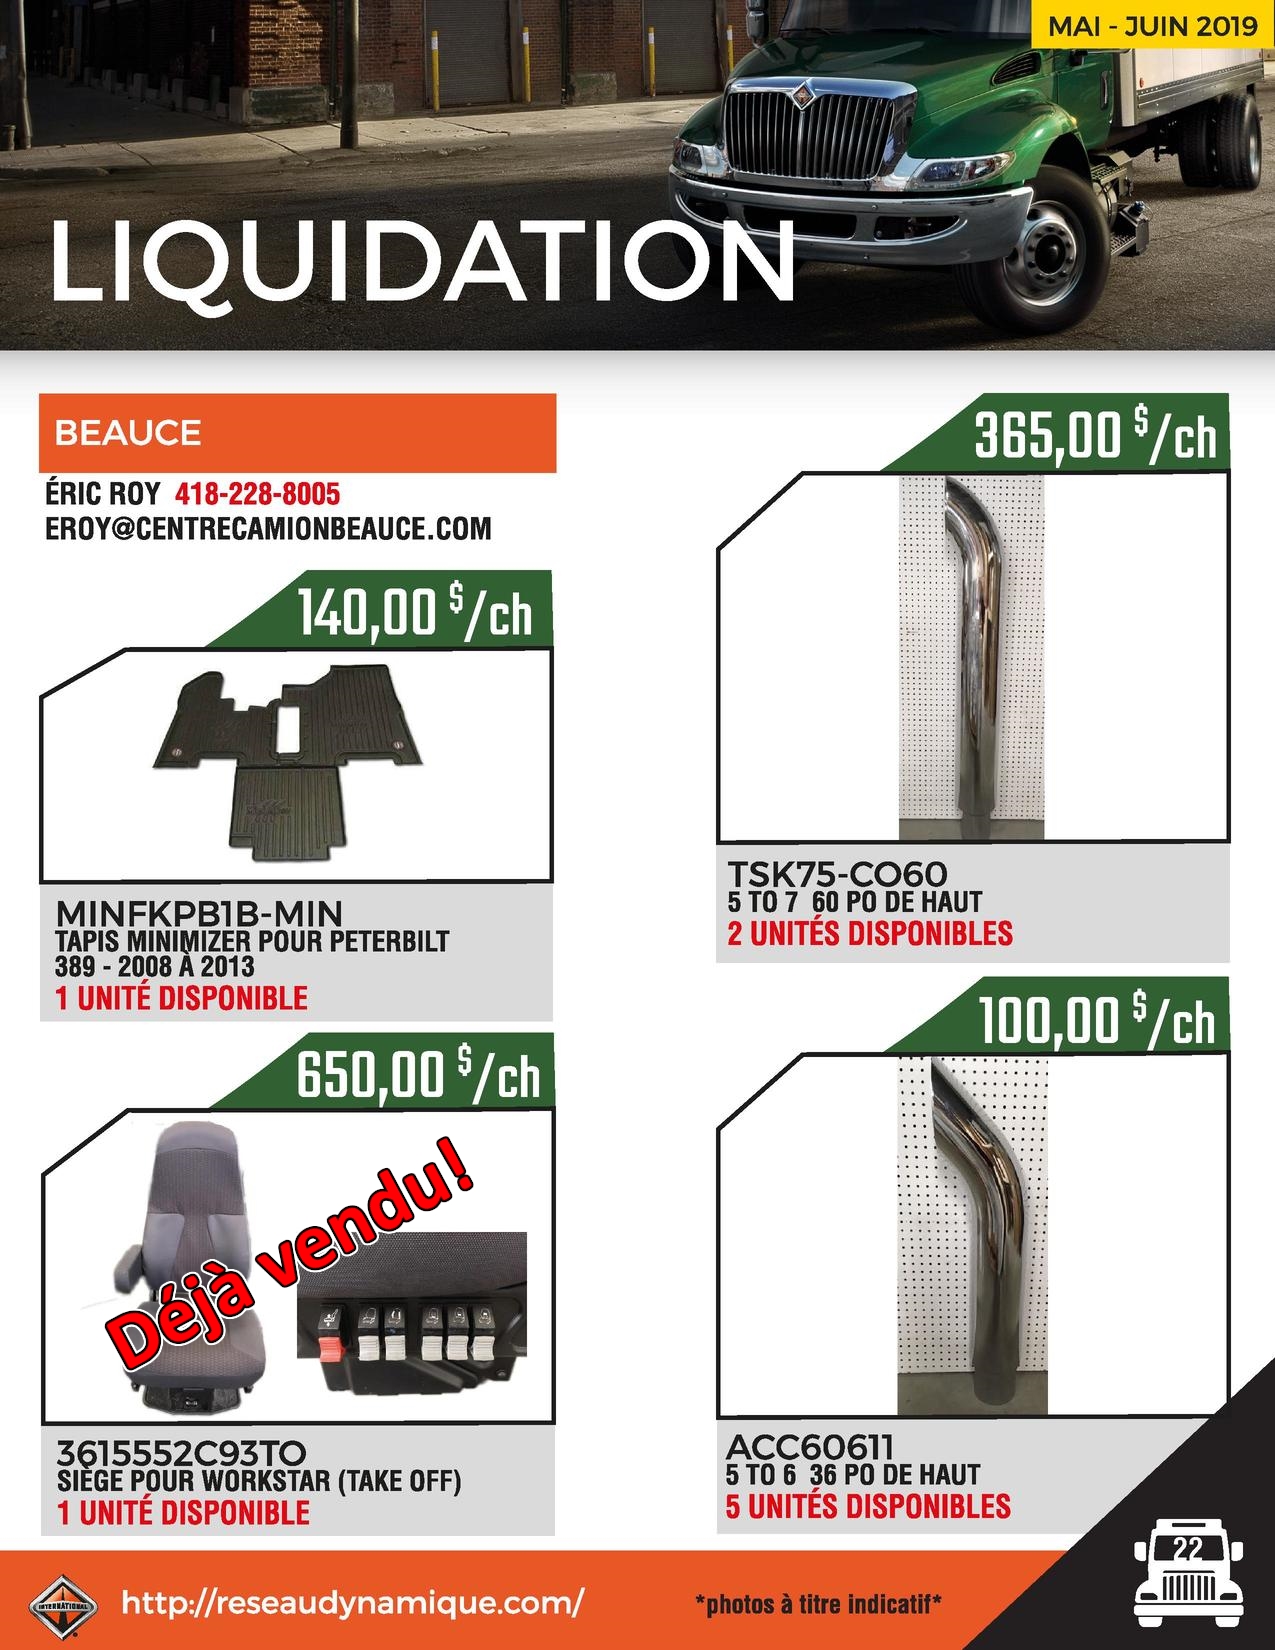 MAI - JUIN 2019
LIQUIDATION
BEAUCE
ÉRIC ROY 418-228-8005
EROY@CENTRECAMIONBEAUCE.COM
140,00 $/ch
MINFKPB1B-MIN
TAPIS MINIMIZER POUR PETERBILT
389 - 2008 À 2013
1 UNITÉ DISPONIBLE
650,00 $/ch
Déjà vendu!
3615552C93TO
SIÈGE POUR WORKSTAR (TAKE OFF)
1 UNITÉ DISPONIBLE
365,00 $/ch
TSK75-CO60
5 TO 7 60 PO DE HAUT
2 UNITÉS DISPONIBLES
100,00 $/ch
ACC60611
5 TO 6 36 PO DE HAUT
5 UNITÉS DISPONIBLES
INTERNATIONAL
http://reseaudynamique.com/
*photos à titre indicatif*
22